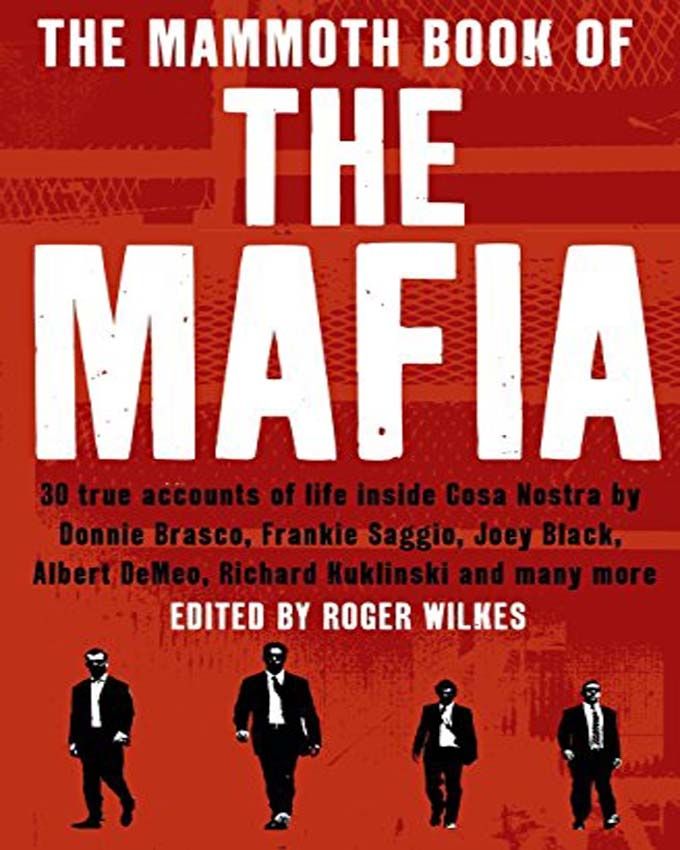 THE MAMMOTH BOOK OF
THE
MAFIA
30 true accounts of life inside Cosa Nostra by
Donnie Brasco, Frankie Saggio, Joey Black,
Albert DeMeo, Richard Kuklinski and many more
EDITED BY ROGER WILKES